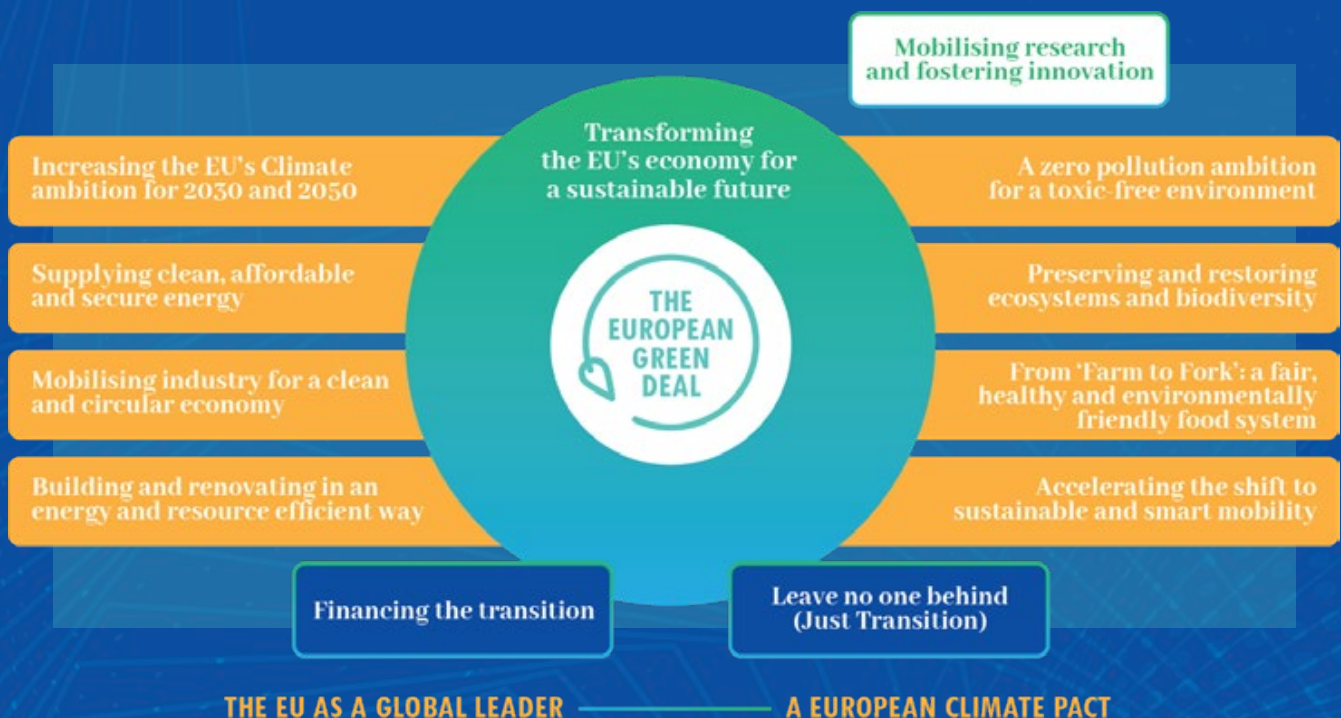 Mobilising research
and fostering innovation
Transforming
the EU's economy for
a sustainable future
Increasing the EU's Climate
ambition for 2030 and 2050
Supplying clean, affordable
and secure energy
Mobilising industry for a clean
and circular economy
Building and renovating in an
energy and resource efficient way
THE
EUROPEAN
GREEN
DEAL
A zero pollution ambition
for a toxic-free environment
Preserving and restoring
ecosystems and biodiversity
From ‘Farm to Fork’: a fair,
healthy and environmentally
friendly food system
Accelerating the shift to
sustainable and smart mobility
Financing the transition
Leave no one behind
(Just Transition)
THE EU AS A GLOBAL LEADER
A EUROPEAN CLIMATE PACT